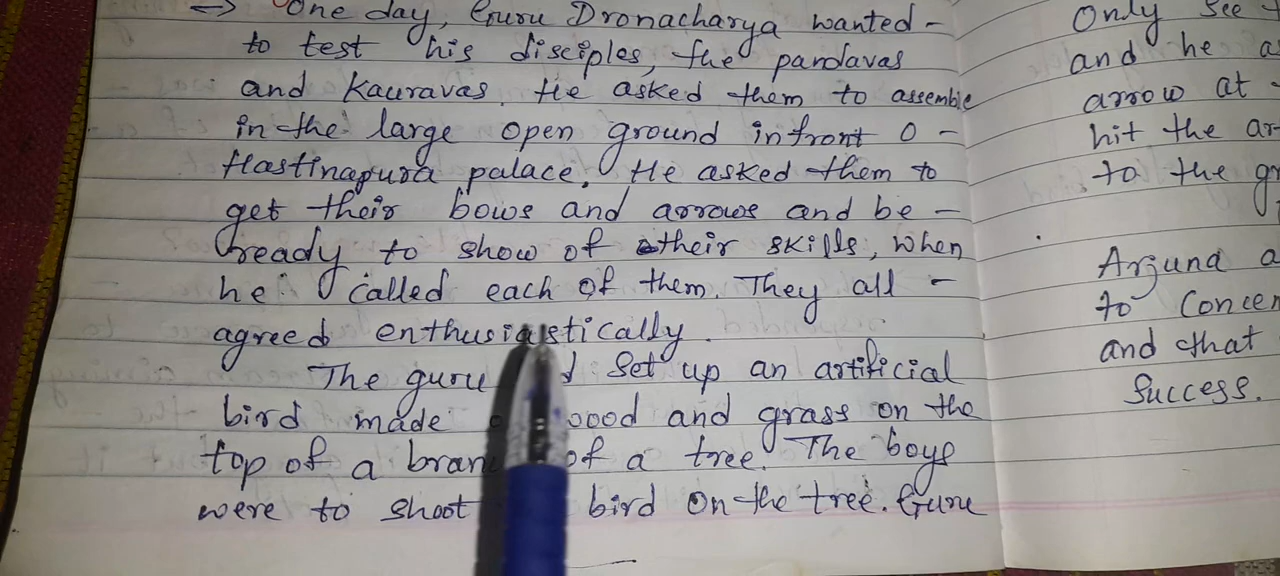 → One day, Guru Dronacharya wanted -
to test his disciples, the pandavas
and Kauravas. He asked them to assemble
in the large open ground infront o -
Hastinapura palace. He asked them to
get their bows and arrows and be -
ready to show of their skills, when
he called each of them. They all -
agreed enthusiastically.
The guru set up an artificial
bird made wood and grass on the
top of a of a tree. The boys
were to shoot bird on the tree. Guru
Only see
and he
arrow at
hit the
to the
Arjuna
to
and that
Success.